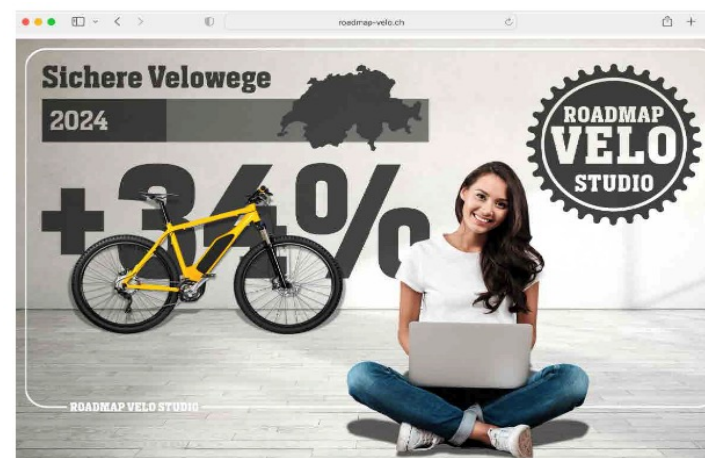 roadmap-velo.ch
Sichere Velowege
2024
+34%
ROADMAP
VELO
STUDIO
ROADMAP VELO STUDIO